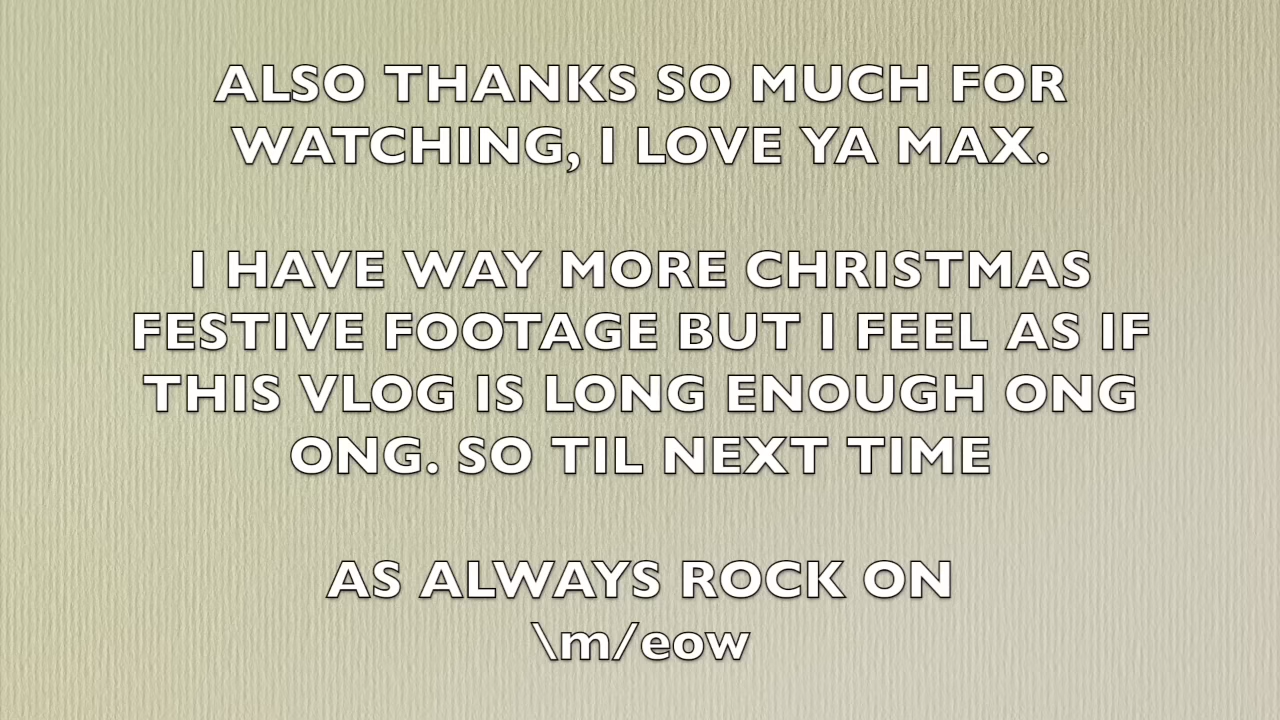 ALSO THANKS SO MUCH FOR
WATCHING, I LOVE YA MAX.
I HAVE WAY MORE CHRISTMAS
FESTIVE FOOTAGE BUT I FEEL AS IF
THIS VLOG IS LONG ENOUGH ONG
ONG. SO TIL NEXT TIME
AS ALWAYS ROCK ON
\m/eow